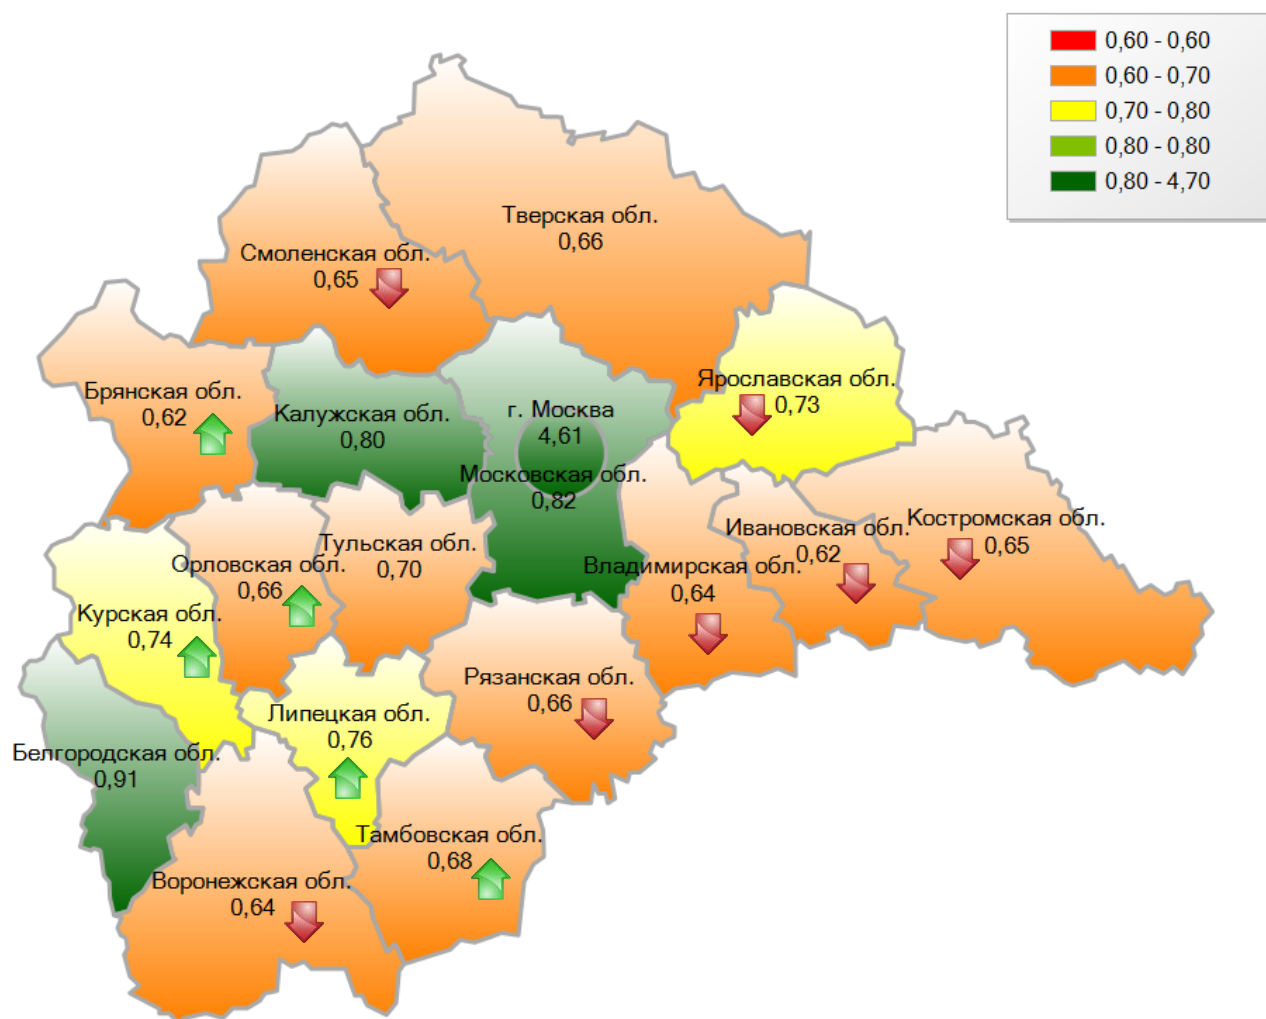 0,60 - 0,60
0,60 - 0,70
0,70 - 0,80
0,80 - 0,80
0,80 - 4,70
Тверская обл.
0,66
Смоленская обл.
0,65
Ярославская обл.
0,73
Брянская обл.
0,62
Калужская обл.
0,80
г. Москва
4,61
Московская обл.
0,82
Костромская обл.
0,65
Ивановская обл.
0,62
Тульская обл.
0,70
Орловская обл.
0,66
Владимирская обл.
0,64
Курская обл.
0,74
Рязанская обл.
0,66
Липецкая обл.
0,76
Белгородская обл.
0,91
Тамбовская обл.
0,68
Воронежская обл.
0,64